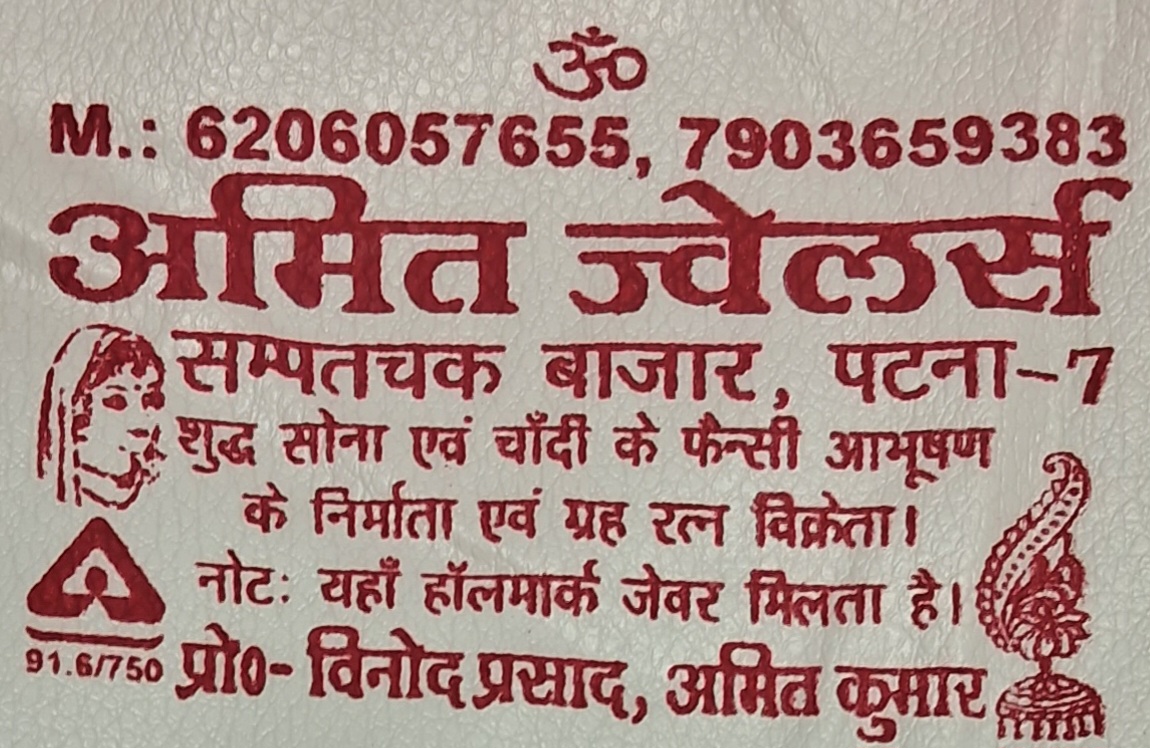 ॐ
M.: 6206057655, 7903659383
अमित ज्वेलर्स
सम्पतचक बाजार, पटना-7
शुद्ध सोना एवं चाँदी के फैन्सी आभूषण
के निर्माता एवं ग्रह रत्न विक्रेता।
नोट: यहाँ हॉलमार्क जेवर मिलता है।
91.6/750
प्रो0- विनोद प्रसाद, अमित कुमार